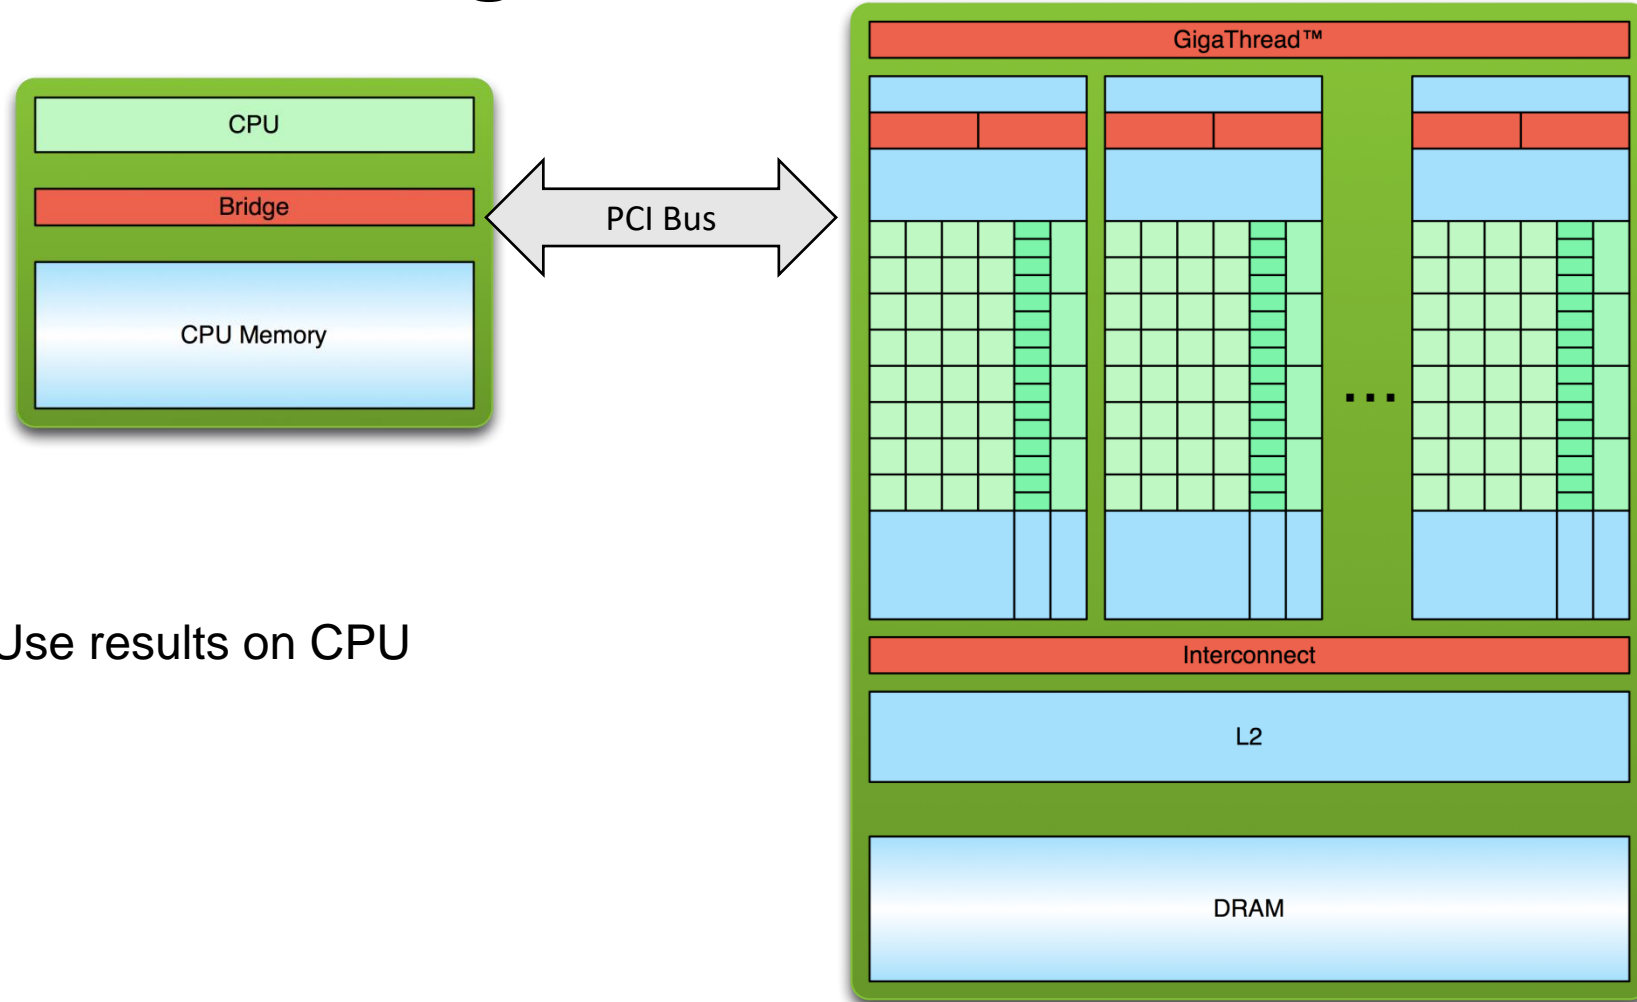 GigaThread™
CPU
Bridge
PCI Bus
CPU Memory
...
Use results on CPU
Interconnect
L2
DRAM